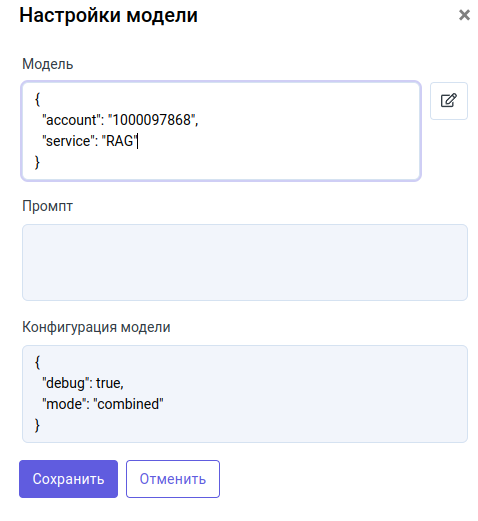 Настройки модели
Модель
{
"account": "1000097868",
"service": "RAG"
}
Промпт
Конфигурация модели
{
"debug": true,
"mode": "combined"
}
Сохранить
Отменить